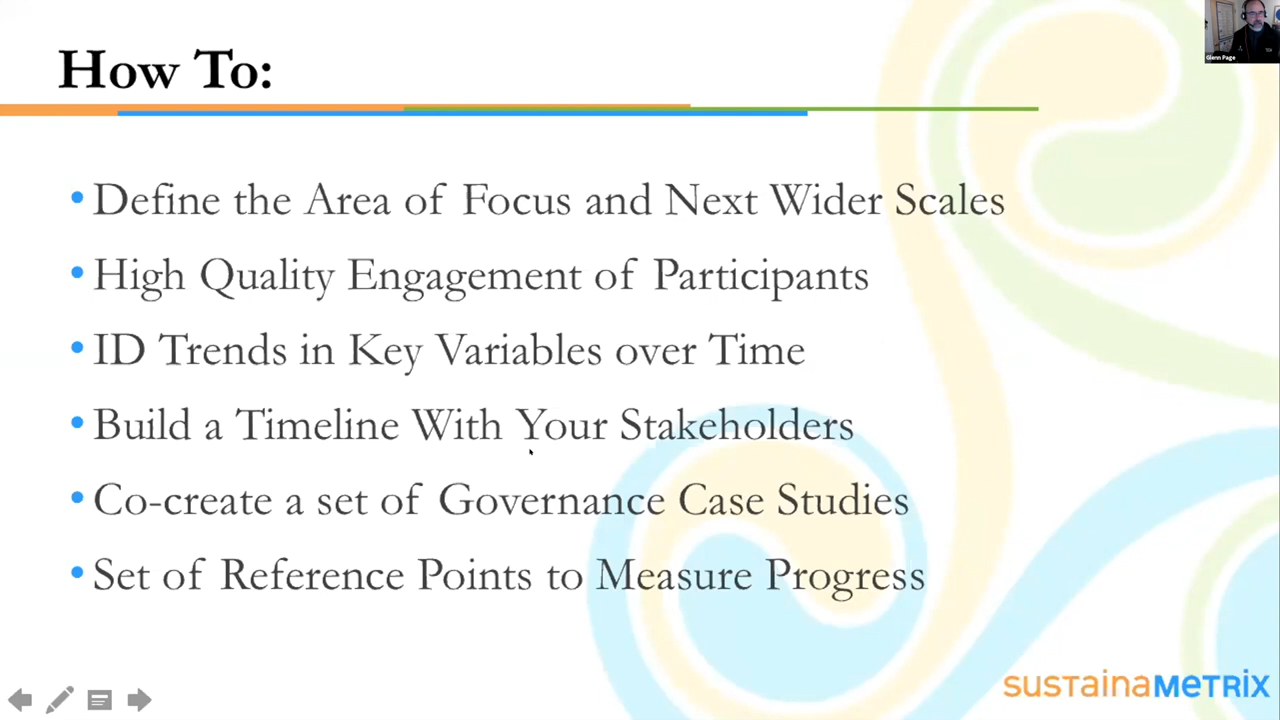 Glenn Page
How To:
• Define the Area of Focus and Next Wider Scales
• High Quality Engagement of Participants
• ID Trends in Key Variables over Time
• Build a Timeline With Your Stakeholders
• Co-create a set of Governance Case Studies
• Set of Reference Points to Measure Progress
sustainaMETRIX